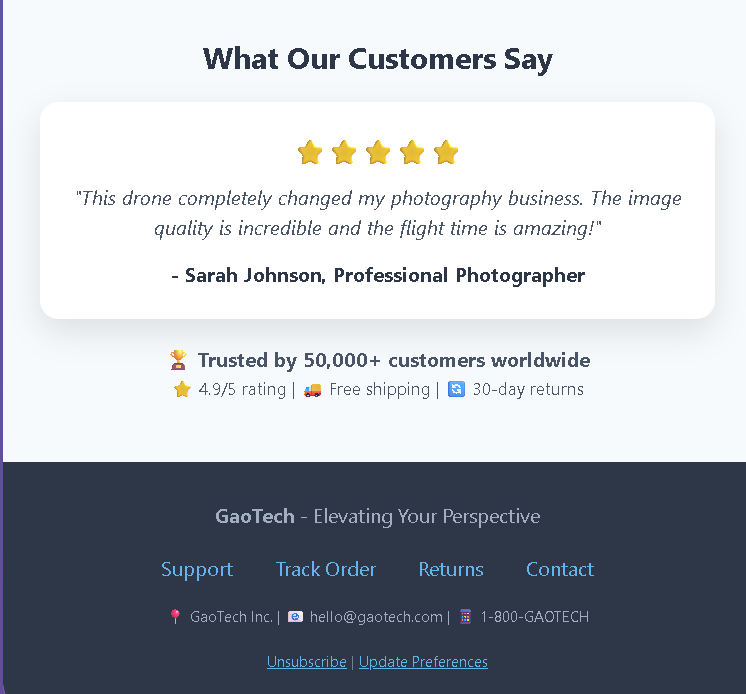 What Our Customers Say
"This drone completely changed my photography business. The image
quality is incredible and the flight time is amazing!"
- Sarah Johnson, Professional Photographer
Trusted by 50,000+ customers worldwide
4.9/5 rating | Free shipping | 30-day returns
GaoTech - Elevating Your Perspective
Support Track Order Returns Contact
GaoTech Inc. | hello@gaotech.com | 1-800-GAOTECH
Unsubscribe | Update Preferences